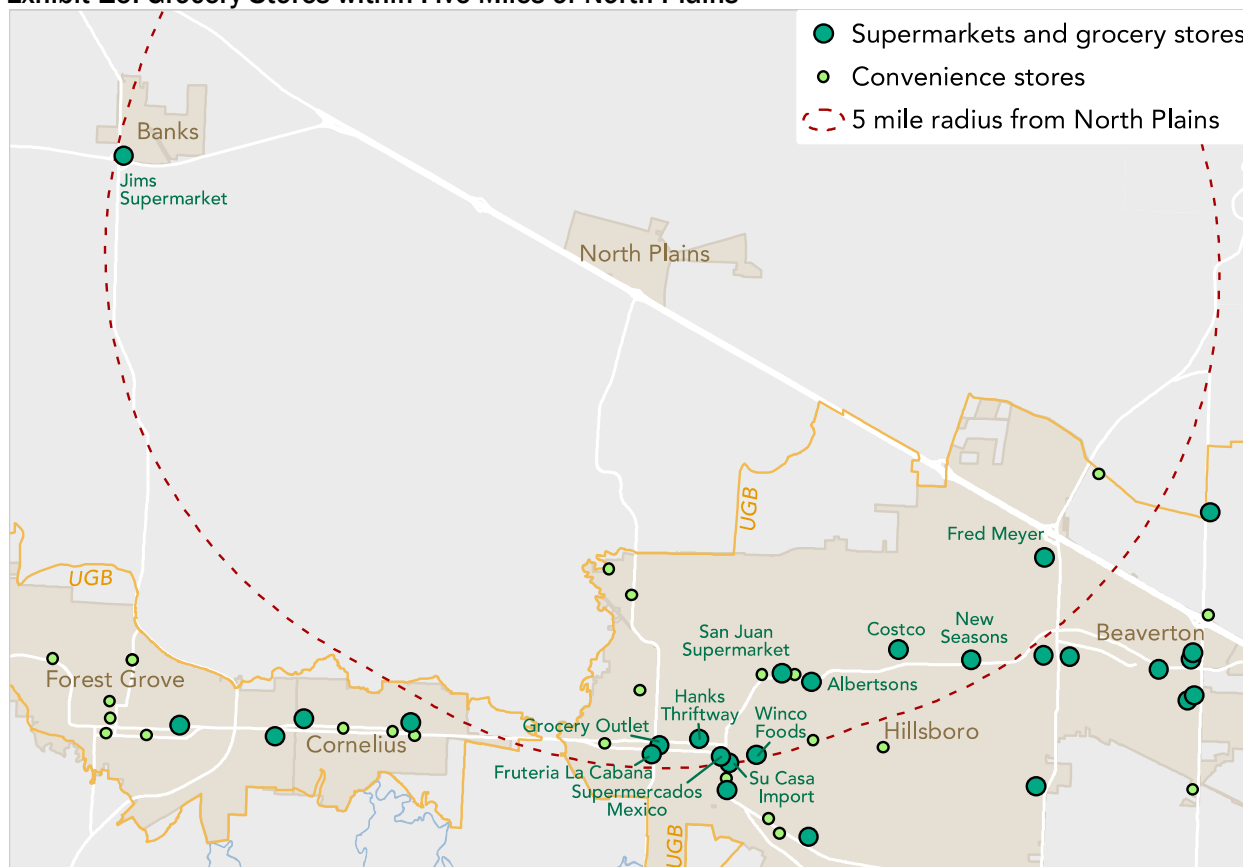 Supermarkets and grocery stores
Convenience stores
5 mile radius from North Plains
Banks
Jims
Supermarket
North Plains
UGB
Fred Meyer
UGB
San Juan
Supermarket
Costco
New
Seasons
Beaverton
Forest Grove
Albertsons
Hanks
Thriftway
Winco
Foods
Grocery Outlet
Hillsboro
Cornelius
Fruteria La Cabana
Su Casa
Import
Supermercados
Mexico
UGB